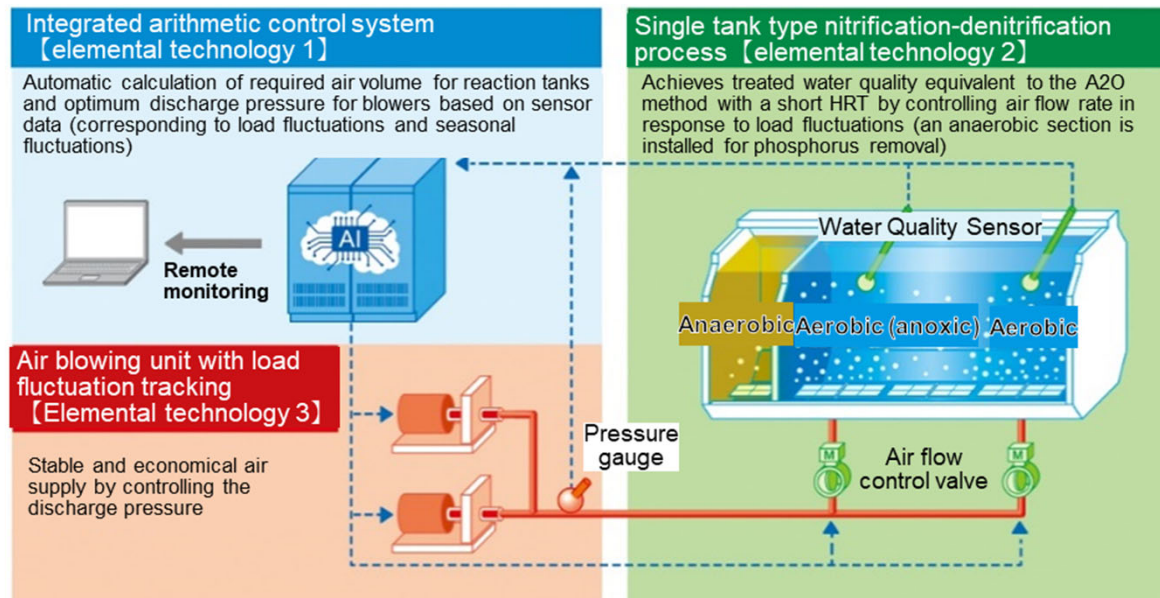 Integrated arithmetic control system
【elemental technology 1】
Automatic calculation of required air volume for reaction tanks
and optimum discharge pressure for blowers based on sensor
data (corresponding to load fluctuations and seasonal
fluctuations)
AI
Remote
monitoring
Single tank type nitrification-denitrification
process【elemental technology 2】
Achieves treated water quality equivalent to the A2O
method with a short HRT by controlling air flow rate in
response to load fluctuations (an anaerobic section is
installed for phosphorus removal)
Water Quality Sensor
Anaerobic
Aerobic (anoxic)
Aerobic
M
M
Air flow
control valve
Air blowing unit with load
fluctuation tracking
【Elemental technology 3】
Stable and economical air
supply by controlling the
discharge pressure
Pressure
gauge